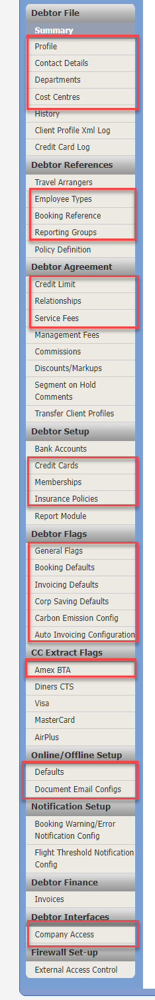 Debtor File
Summary
Profile
Contact Details
Departments
Cost Centres
History
Client Profile Xml Log
Credit Card Log
Debtor References
Travel Arrangers
Employee Types
Booking Reference
Reporting Groups
Policy Definition
Debtor Agreement
Credit Limit
Relationships
Service Fees
Management Fees
Commissions
Discounts/Markups
Segment on Hold
Comments
Transfer Client Profiles
Debtor Setup
Bank Accounts
Credit Cards
Memberships
Insurance Policies
Report Module
Debtor Flags
General Flags
Booking Defaults
Invoicing Defaults
Corp Saving Defaults
Carbon Emission Config
Auto Invoicing Configuration
CC Extract Flags
Amex BTA
Diners CTS
Visa
MasterCard
AirPlus
Online/Offline Setup
Defaults
Document Email Configs
Notification Setup
Booking Warning/Error
Notification Config
Flight Threshold Notification
Config
Debtor Finance
Invoices
Debtor Interfaces
Company Access
Firewall Set-up
External Access Control